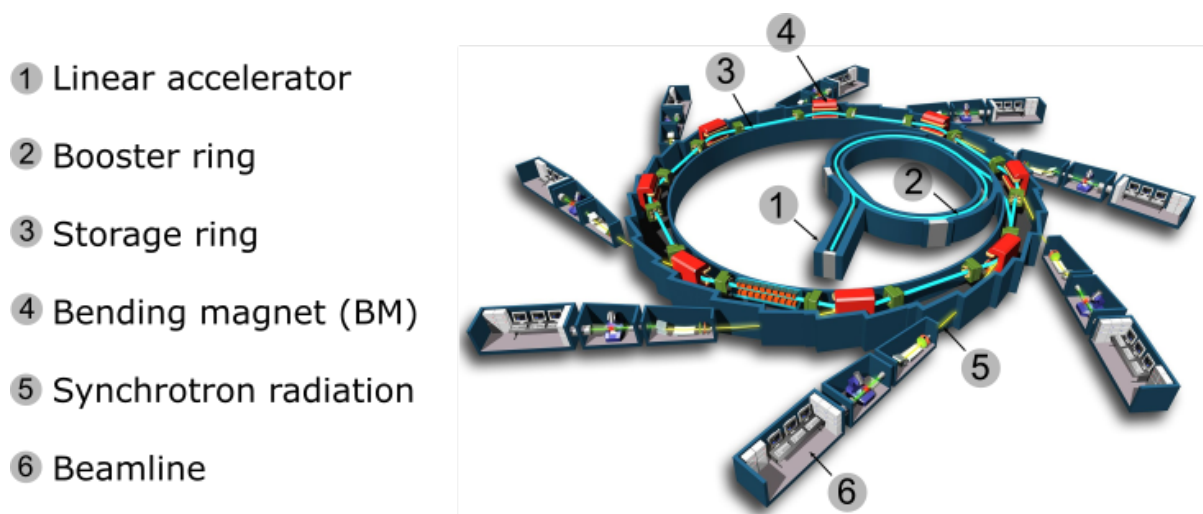 1 Linear accelerator
2 Booster ring
3 Storage ring
4 Bending magnet (BM)
5 Synchrotron radiation
6 Beamline
4
3
2
1
5
6